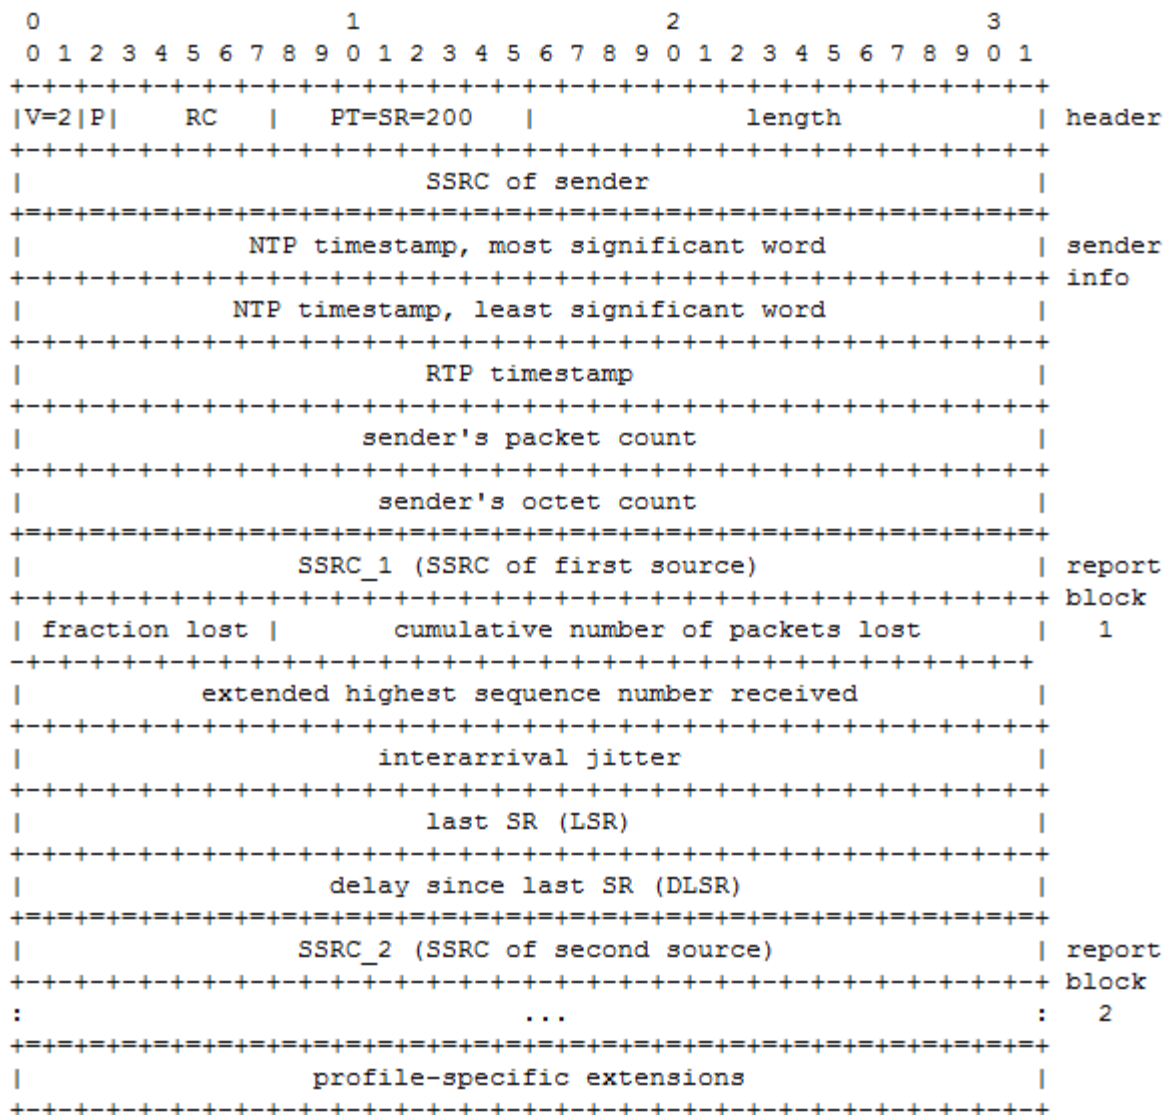 0                   1                   2                   3
 0 1 2 3 4 5 6 7 8 9 0 1 2 3 4 5 6 7 8 9 0 1 2 3 4 5 6 7 8 9 0 1
+-+-+-+-+-+-+-+-+-+-+-+-+-+-+-+-+-+-+-+-+-+-+-+-+-+-+-+-+-+-+-+-+
|V=2|P|    RC   |   PT=SR=200   |             length            | header
+-+-+-+-+-+-+-+-+-+-+-+-+-+-+-+-+-+-+-+-+-+-+-+-+-+-+-+-+-+-+-+-+
|                         SSRC of sender                        |
+=+=+=+=+=+=+=+=+=+=+=+=+=+=+=+=+=+=+=+=+=+=+=+=+=+=+=+=+=+=+=+=+
|              NTP timestamp, most significant word             | sender
+-+-+-+-+-+-+-+-+-+-+-+-+-+-+-+-+-+-+-+-+-+-+-+-+-+-+-+-+-+-+-+-+ info
|             NTP timestamp, least significant word             |
+-+-+-+-+-+-+-+-+-+-+-+-+-+-+-+-+-+-+-+-+-+-+-+-+-+-+-+-+-+-+-+-+
|                         RTP timestamp                         |
+-+-+-+-+-+-+-+-+-+-+-+-+-+-+-+-+-+-+-+-+-+-+-+-+-+-+-+-+-+-+-+-+
|                     sender's packet count                     |
+-+-+-+-+-+-+-+-+-+-+-+-+-+-+-+-+-+-+-+-+-+-+-+-+-+-+-+-+-+-+-+-+
|                      sender's octet count                     |
+=+=+=+=+=+=+=+=+=+=+=+=+=+=+=+=+=+=+=+=+=+=+=+=+=+=+=+=+=+=+=+=+
|                 SSRC_1 (SSRC of first source)                 | report
+-+-+-+-+-+-+-+-+-+-+-+-+-+-+-+-+-+-+-+-+-+-+-+-+-+-+-+-+-+-+-+-+ block
| fraction lost |       cumulative number of packets lost       |   1
-+-+-+-+-+-+-+-+-+-+-+-+-+-+-+-+-+-+-+-+-+-+-+-+-+-+-+-+-+-+-+-+
|           extended highest sequence number received           |
+-+-+-+-+-+-+-+-+-+-+-+-+-+-+-+-+-+-+-+-+-+-+-+-+-+-+-+-+-+-+-+-+
|                      interarrival jitter                      |
+-+-+-+-+-+-+-+-+-+-+-+-+-+-+-+-+-+-+-+-+-+-+-+-+-+-+-+-+-+-+-+-+
|                         last SR (LSR)                         |
+-+-+-+-+-+-+-+-+-+-+-+-+-+-+-+-+-+-+-+-+-+-+-+-+-+-+-+-+-+-+-+-+
|                   delay since last SR (DLSR)                  |
+=+=+=+=+=+=+=+=+=+=+=+=+=+=+=+=+=+=+=+=+=+=+=+=+=+=+=+=+=+=+=+=+
|                 SSRC_2 (SSRC of second source)                | report
+-+-+-+-+-+-+-+-+-+-+-+-+-+-+-+-+-+-+-+-+-+-+-+-+-+-+-+-+-+-+-+-+ block
:                               ...                             :   2
+=+=+=+=+=+=+=+=+=+=+=+=+=+=+=+=+=+=+=+=+=+=+=+=+=+=+=+=+=+=+=+=+
|                  profile-specific extensions                  |
+-+-+-+-+-+-+-+-+-+-+-+-+-+-+-+-+-+-+-+-+-+-+-+-+-+-+-+-+-+-+-+-+